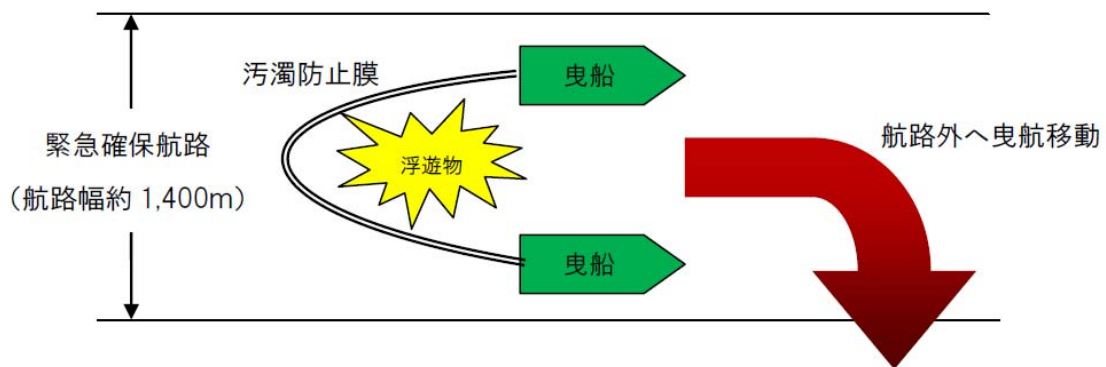 汚濁防止膜
曳船
緊急確保航路
（航路幅約 1,400m）
浮遊物
航路外へ曳航移動
曳船